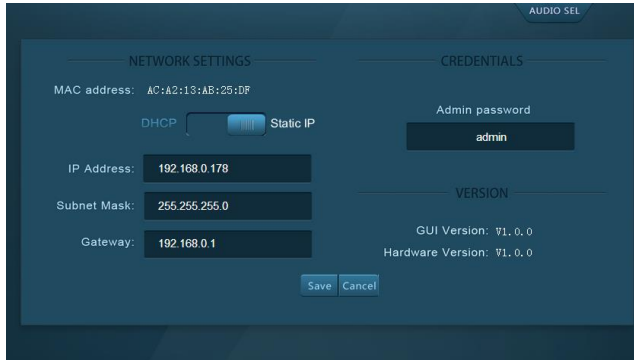 AUDIO SEL
NETWORK SETTINGS
MAC address: AC:A2:13:AB:25:DF
DHCP Static IP
IP Address: 192.168.0.178
Subnet Mask: 255.255.255.0
Gateway: 192.168.0.1
CREDENTIALS
Admin password
admin
VERSION
GUI Version: V1.0.0
Hardware Version: V1.0.0
Save Cancel